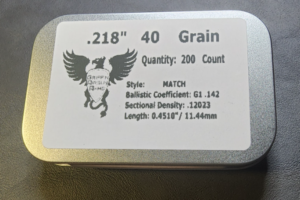 .218" 40 Grain
Quantity: 200 Count
Style: MATCH
Ballistic Coefficient: G1 .142
Sectional Density: .12023
Length: 0.4510"/ 11.44mm